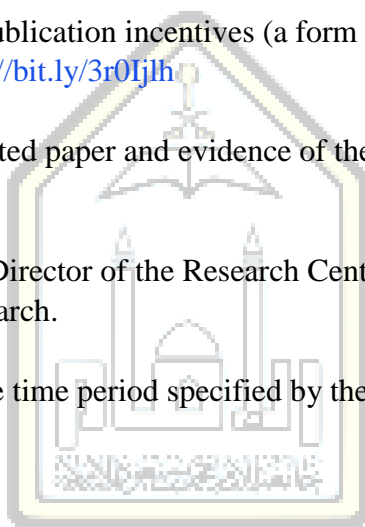 ublication incentives (a form
//bit.ly/3r0Ijlh
ted paper and evidence of the
Director of the Research Cent
arch.
e time period specified by the